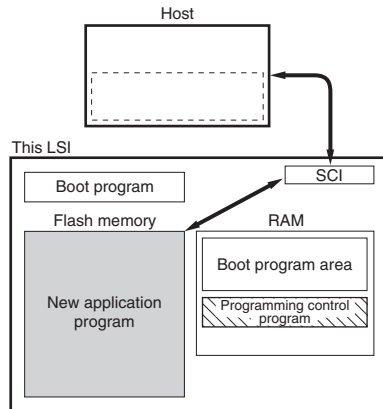 Host
This LSI
SCI
Boot program
Flash memory
RAM
Boot program area
New application
program
Programming control
program